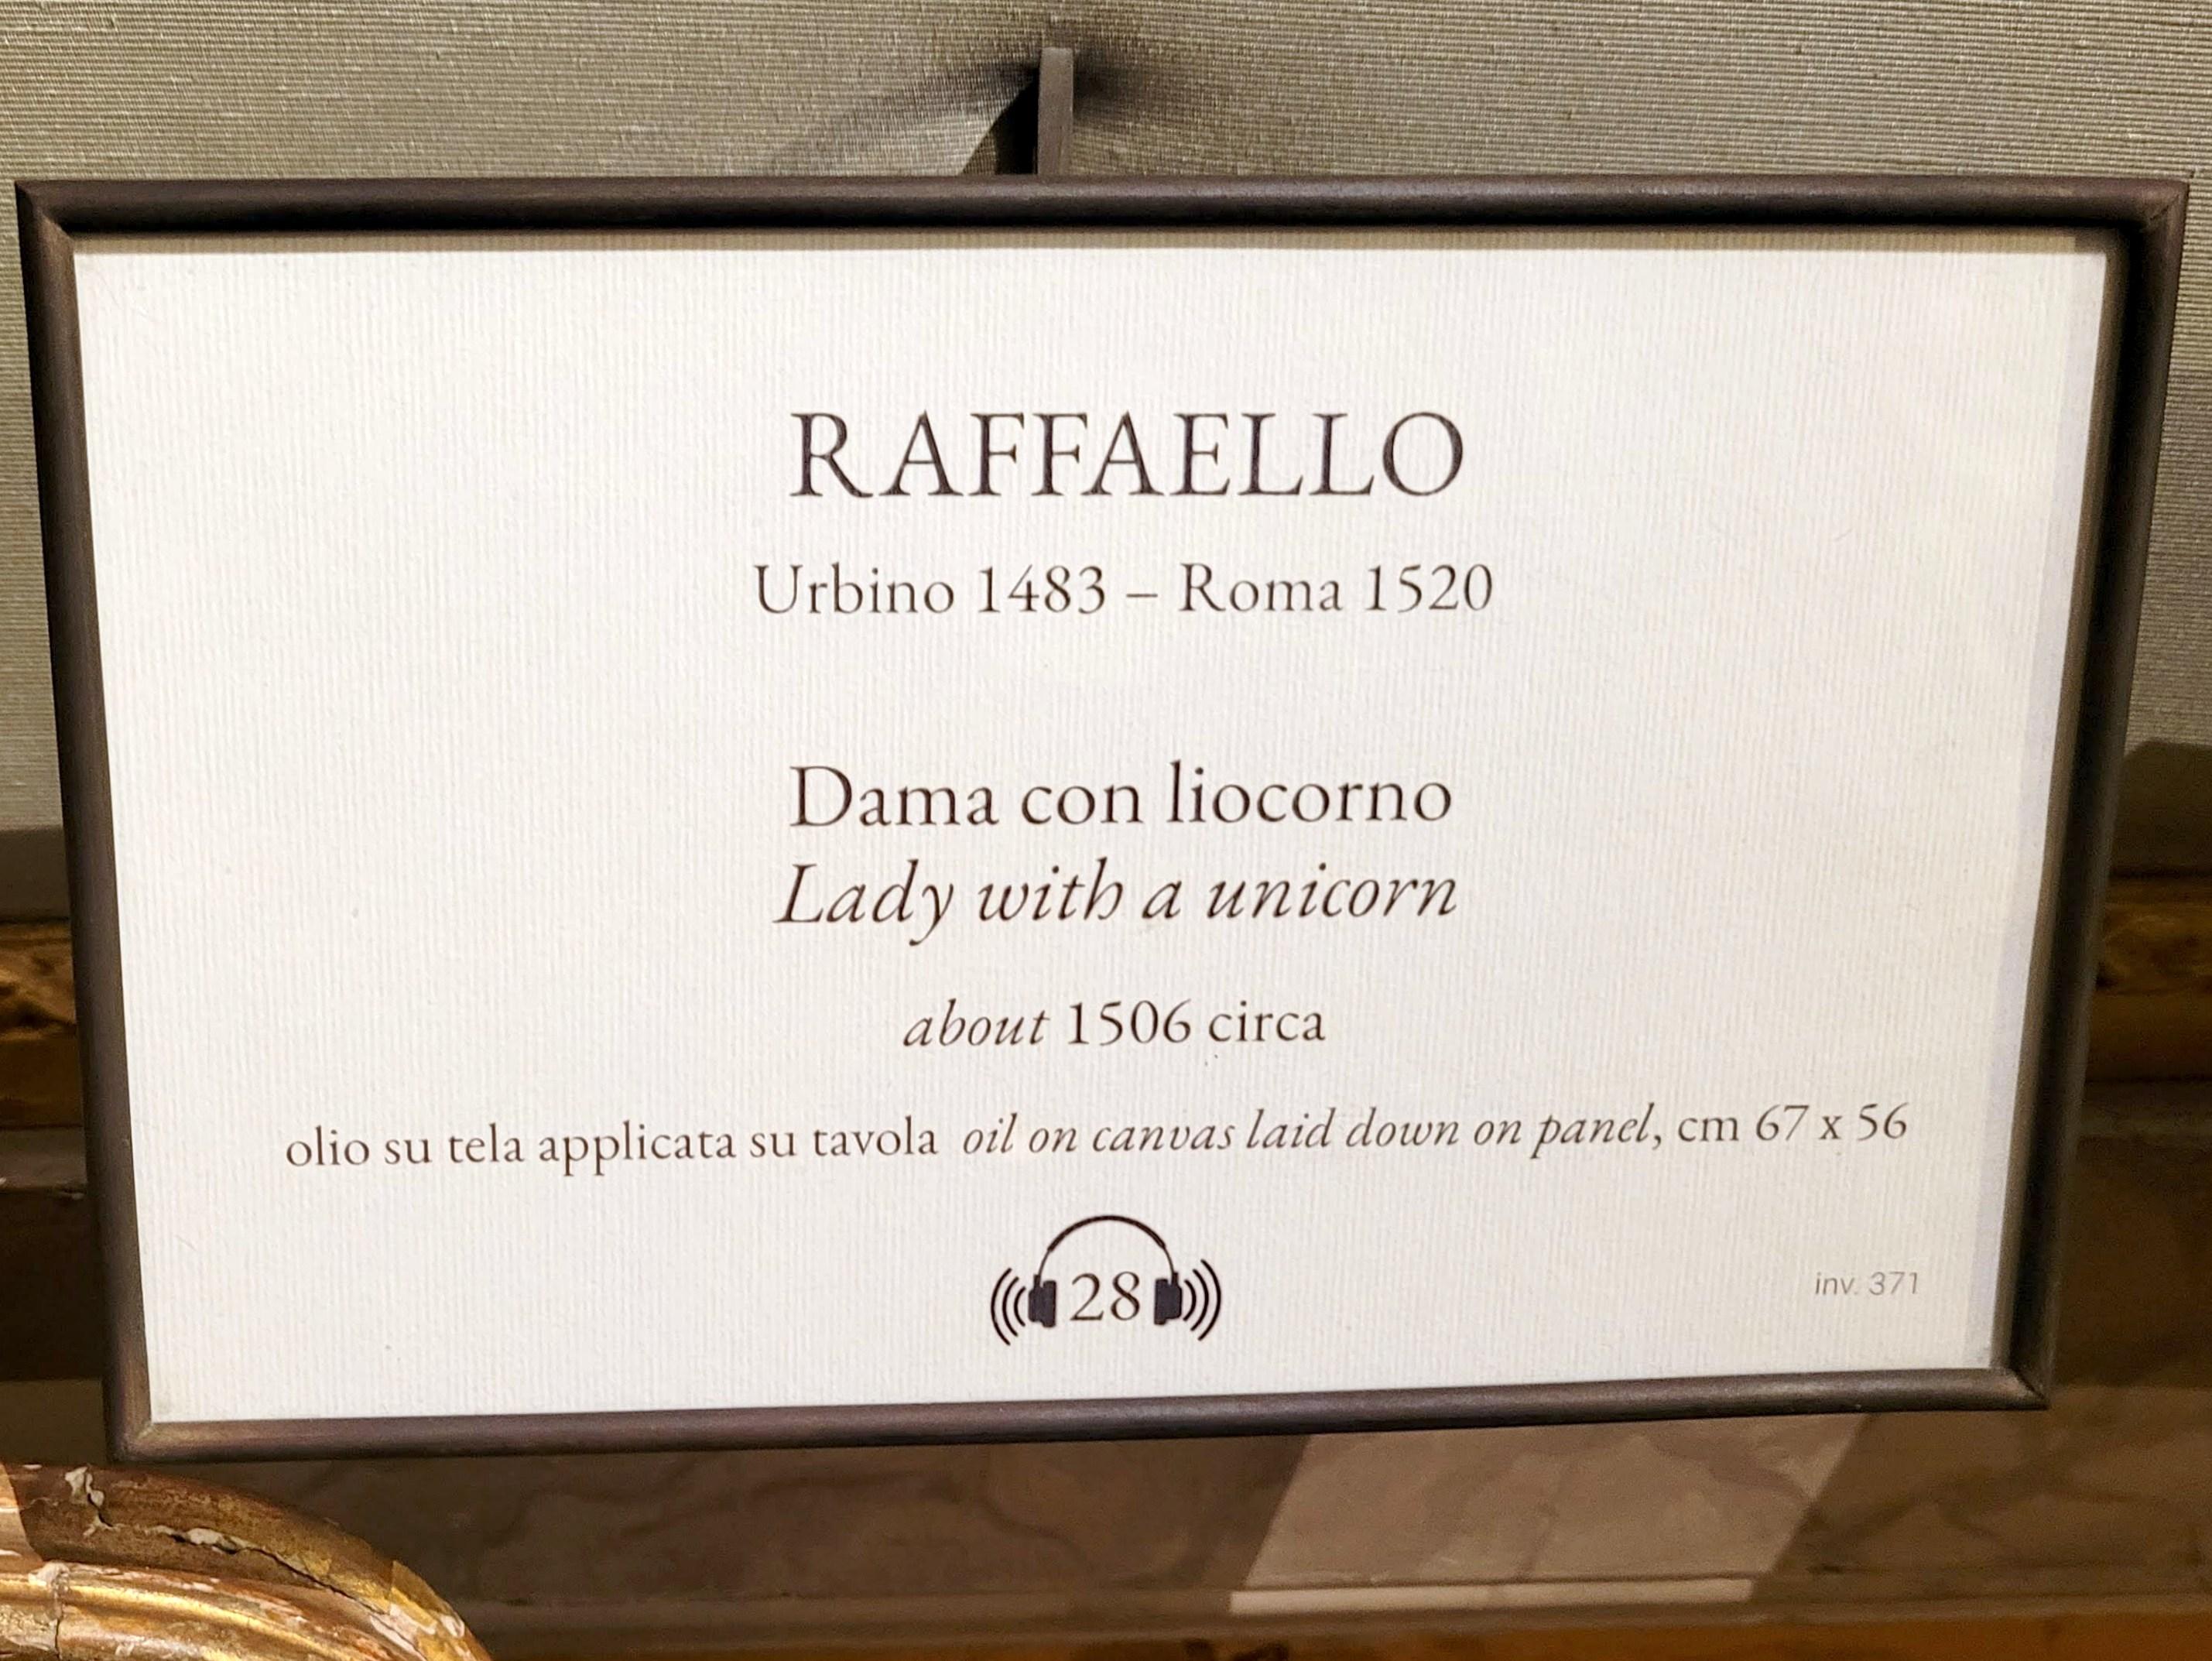 RAFFAELLO
Urbino 1483 – Roma 1520
Dama con liocorno
Lady with a unicorn
about 1506 circa
olio su tela applicata su tavola oil on canvas laid down on panel, cm 67 x 56
28
inv. 371